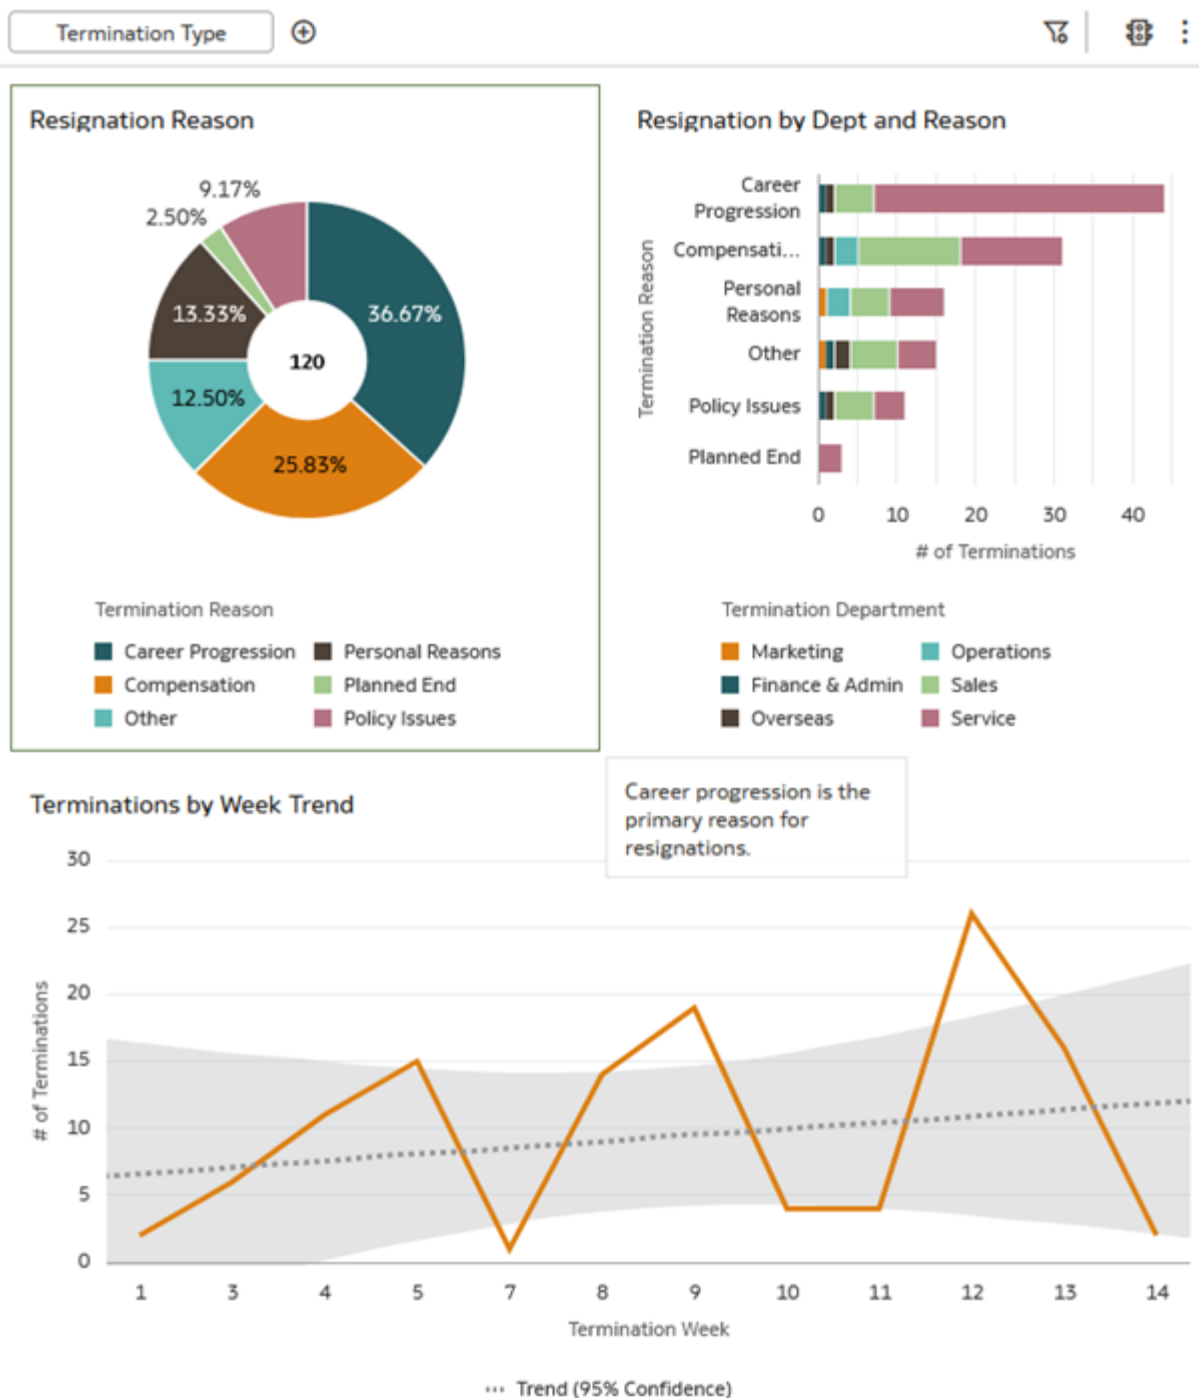 Termination Type
Resignation Reason
9.17%
2.50%
13.33%
36.67%
120
12.50%
25.83%
Termination Reason
Career Progression
Personal Reasons
Compensation
Planned End
Other
Policy Issues
Resignation by Dept and Reason
Termination Reason
Career
Progression
Compensati...
Personal
Reasons
Other
Policy Issues
Planned End
0 10 20 30 40
# of Terminations
Termination Department
Marketing
Operations
Finance & Admin
Sales
Overseas
Service
Career progression is the
primary reason for
resignations.
Terminations by Week Trend
# of Terminations
30
25
20
15
10
5
0
1 3 4 5 7 8 9 10 11 12 13 14
Termination Week
Trend (95% Confidence)